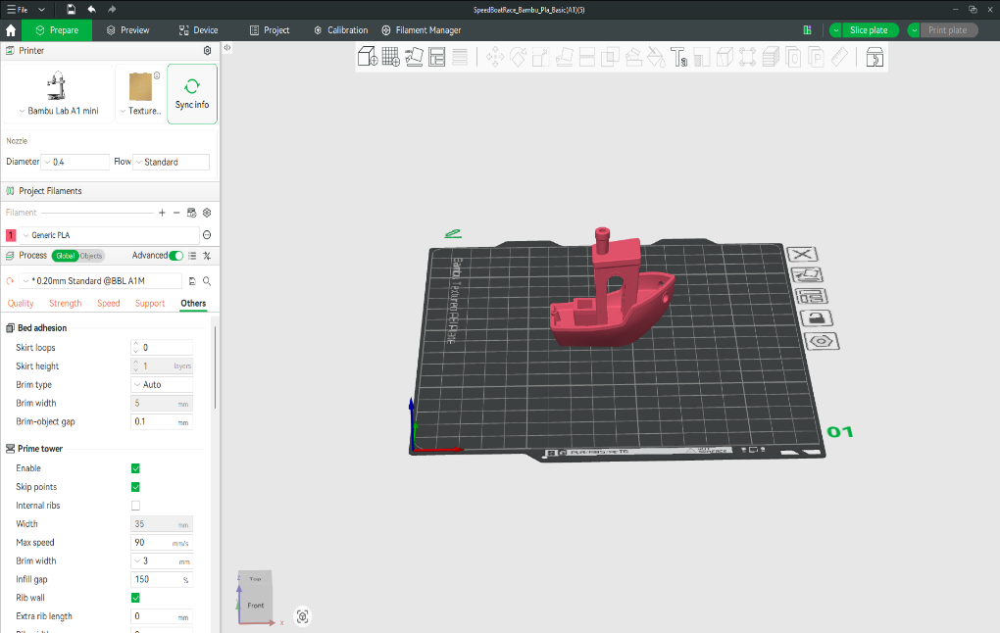 File
SpeedBoatRace_Bambu_Pla_Basic(A1)(5)
Prepare
Preview
Device
Project
Calibration
Filament Manager
Slice plate
Print plate
Printer
Bambu Lab A1 mini
Texture...
Sync info
Nozzle
Diameter 0.4 Flow Standard
Project Filaments
Filament
1 Generic PLA
Process Global Objects Advanced
* 0.20mm Standard @BBL A1M
Quality Strength Speed Support Others
Bed adhesion
Skirt loops 0
Skirt height 1 layers
Brim type Auto
Brim width 5 mm
Brim-object gap 0.1 mm
Prime tower
Enable
Skip points
Internal ribs
Width 35 mm
Max speed 90 mm/s
Brim width 3 mm
Infill gap 150 %
Rib wall
Extra rib length 0 mm
Bambu Textured PEI Plate
01
Top
Front
z
x